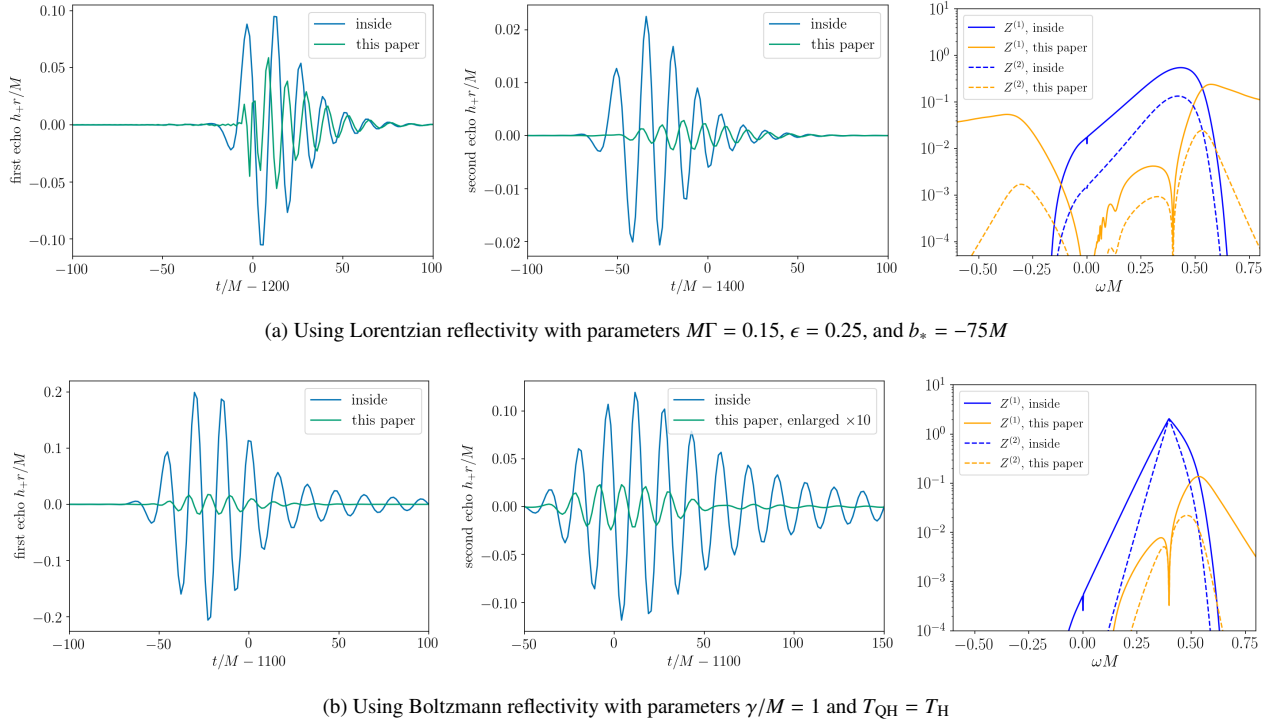 0.10
0.05
0.00
−0.05
−0.10
first echo h₊r/M
inside
this paper
−100
−50
0
50
100
t/M − 1200
0.02
0.01
0.00
−0.01
−0.02
second echo h₊r/M
inside
this paper
−100
−50
0
50
100
t/M − 1400
10¹
10⁰
10⁻¹
10⁻²
10⁻³
10⁻⁴
Z⁽¹⁾, inside
Z⁽¹⁾, this paper
Z⁽²⁾, inside
Z⁽²⁾, this paper
−0.50
−0.25
0.00
0.25
0.50
0.75
ωM
(a) Using Lorentzian reflectivity with parameters MΓ = 0.15, ϵ = 0.25, and b∗ = −75M
0.2
0.1
0.0
−0.1
−0.2
first echo h₊r/M
inside
this paper
−100
−50
0
50
100
t/M − 1100
0.10
0.05
0.00
−0.05
−0.10
second echo h₊r/M
inside
this paper, enlarged ×10
−50
0
50
100
150
t/M − 1100
10¹
10⁰
10⁻¹
10⁻²
10⁻³
10⁻⁴
Z⁽¹⁾, inside
Z⁽¹⁾, this paper
Z⁽²⁾, inside
Z⁽²⁾, this paper
−0.50
−0.25
0.00
0.25
0.50
0.75
ωM
(b) Using Boltzmann reflectivity with parameters γ/M = 1 and T_QH = T_H